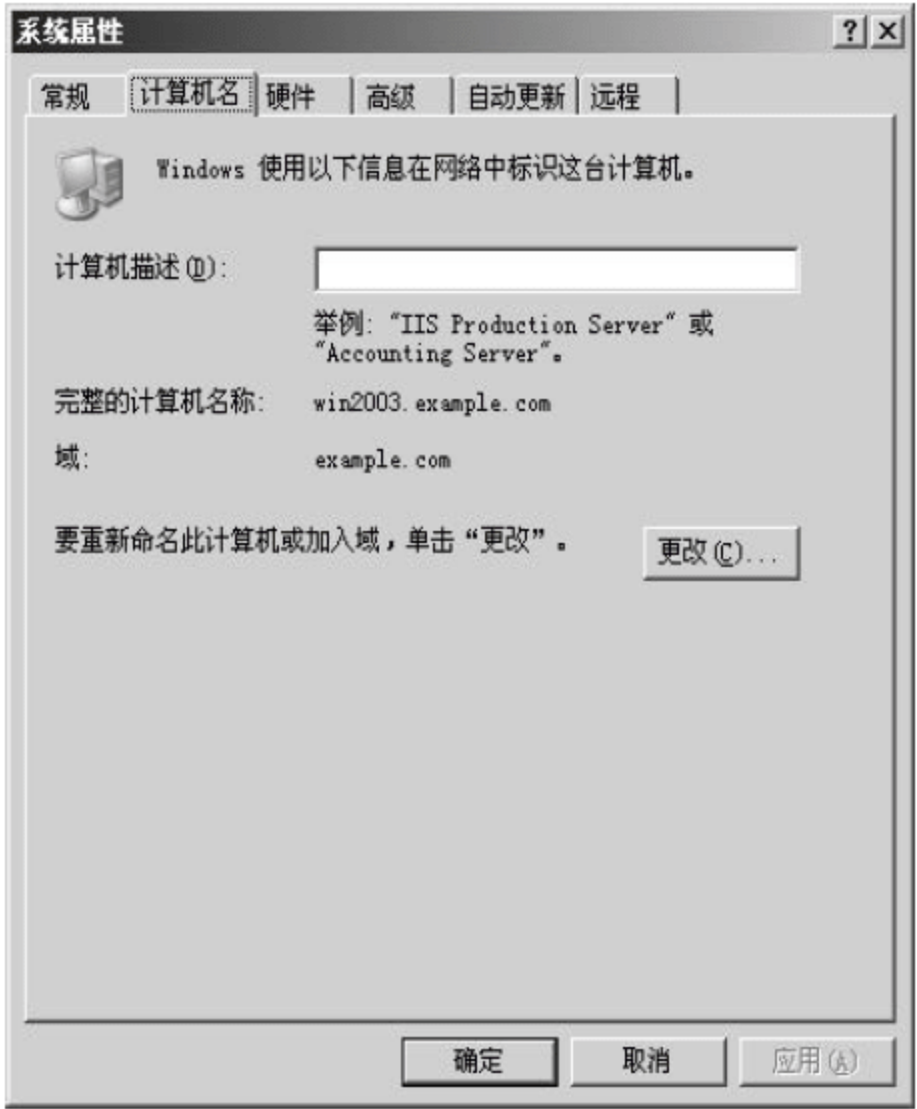 系统属性
常规 计算机名 硬件 高级 自动更新 远程
Windows 使用以下信息在网络中标识这台计算机。
计算机描述(D):
举例: "IIS Production Server" 或
"Accounting Server"。
完整的计算机名称: win2003.example.com
域: example.com
要重新命名此计算机或加入域，单击“更改”。
更改(C)...
确定 取消 应用(A)